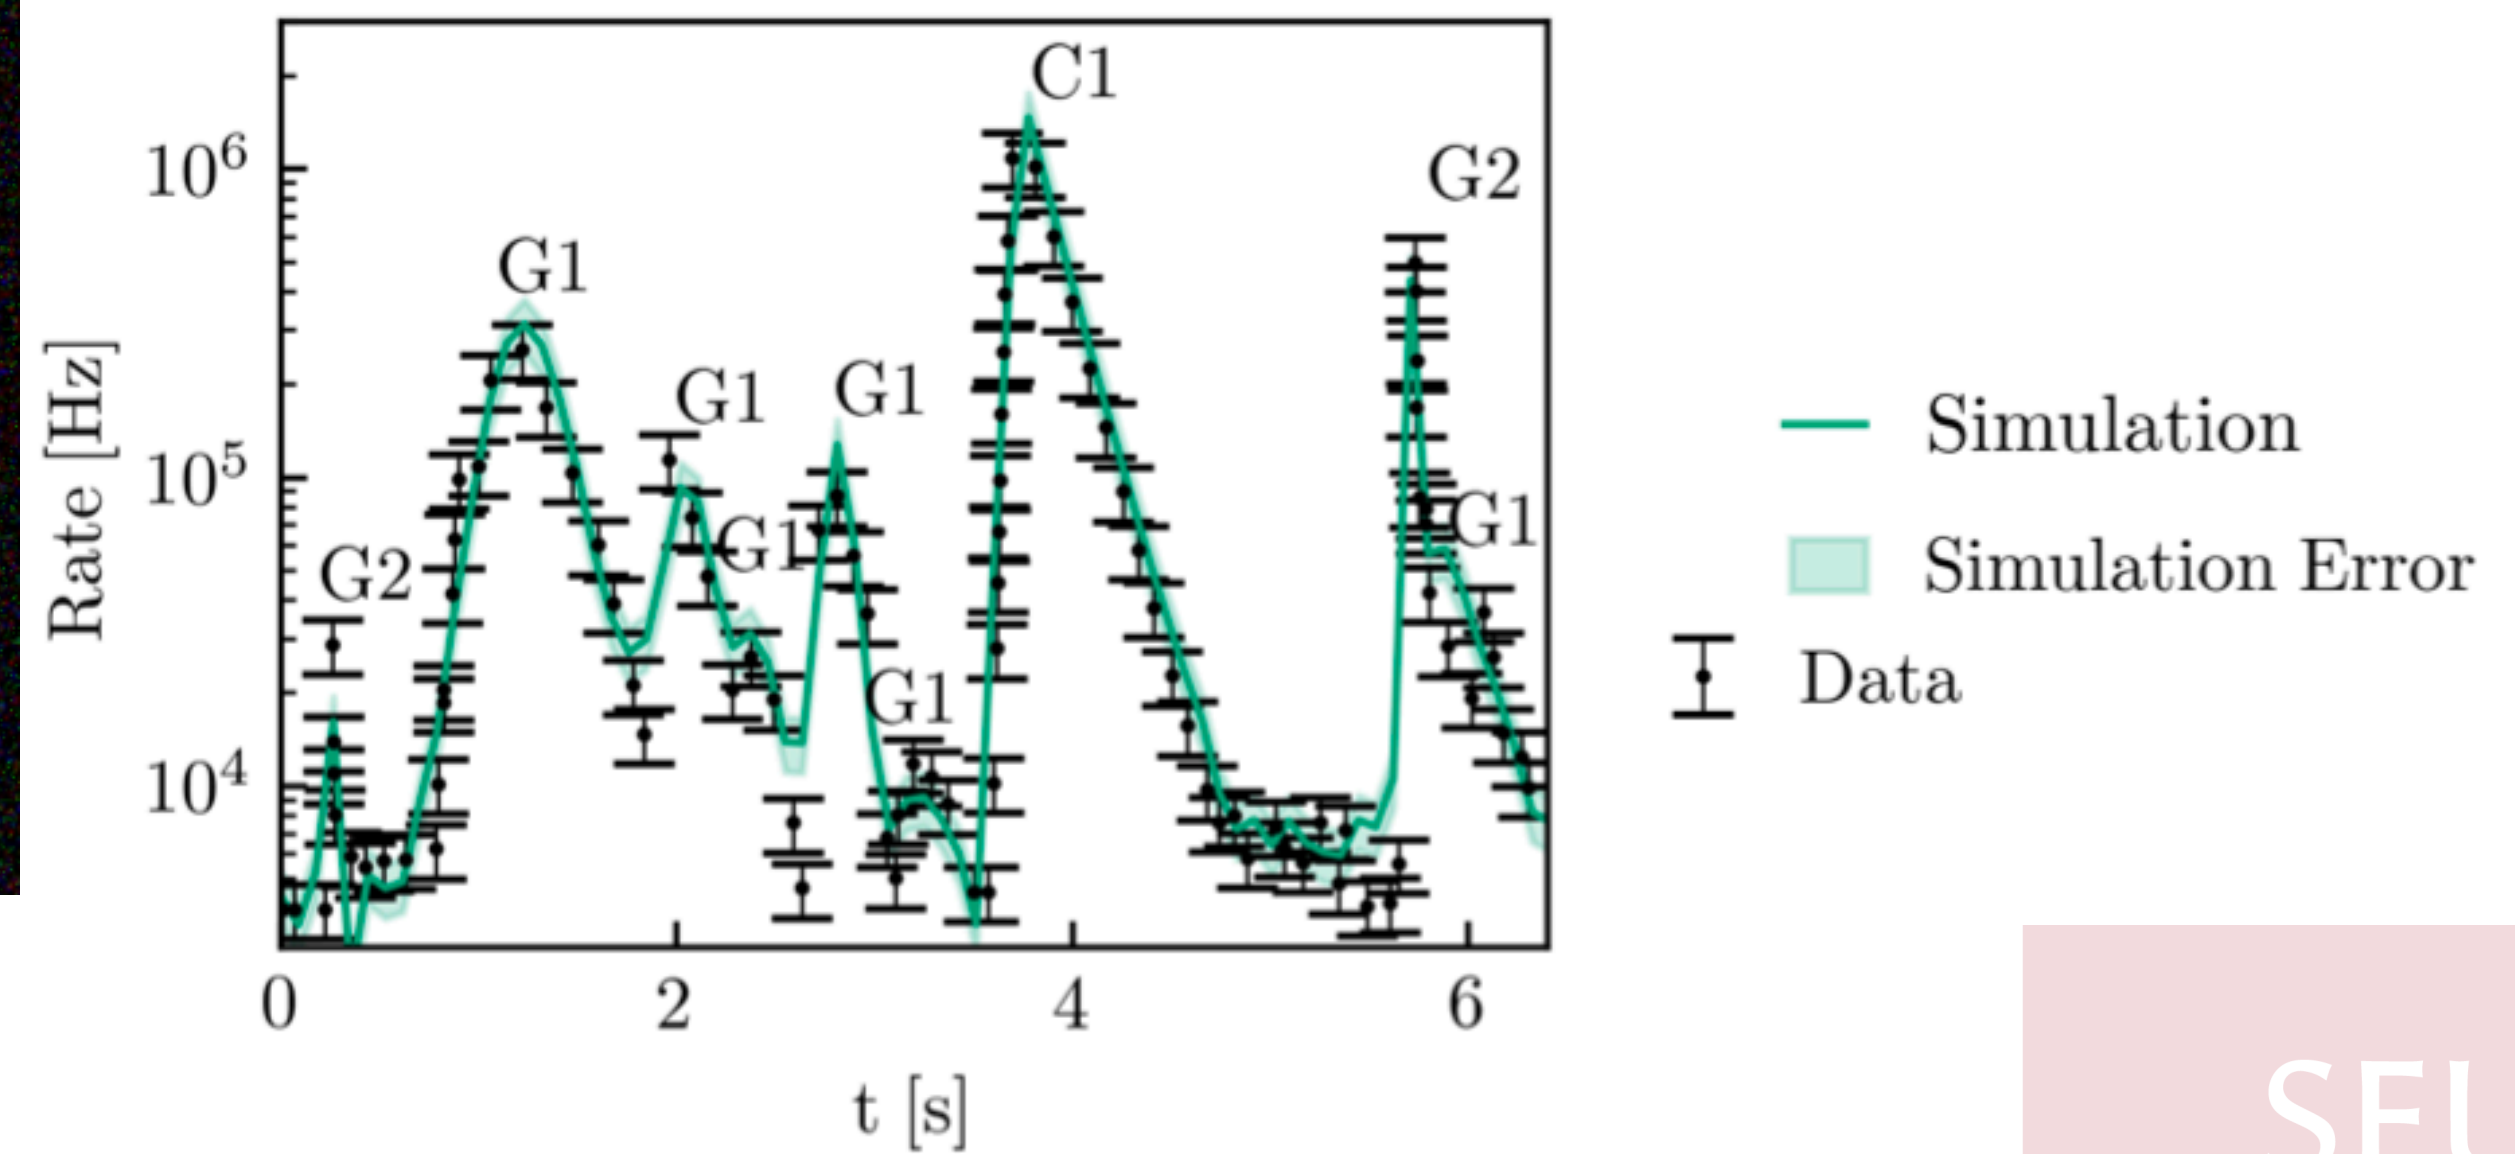 C1
10⁶
G2
G1
G1
G1
10⁵
G1
G1
G2
G1
10⁴
Rate [Hz]
0
2
4
6
t [s]
Simulation
Simulation Error
Data